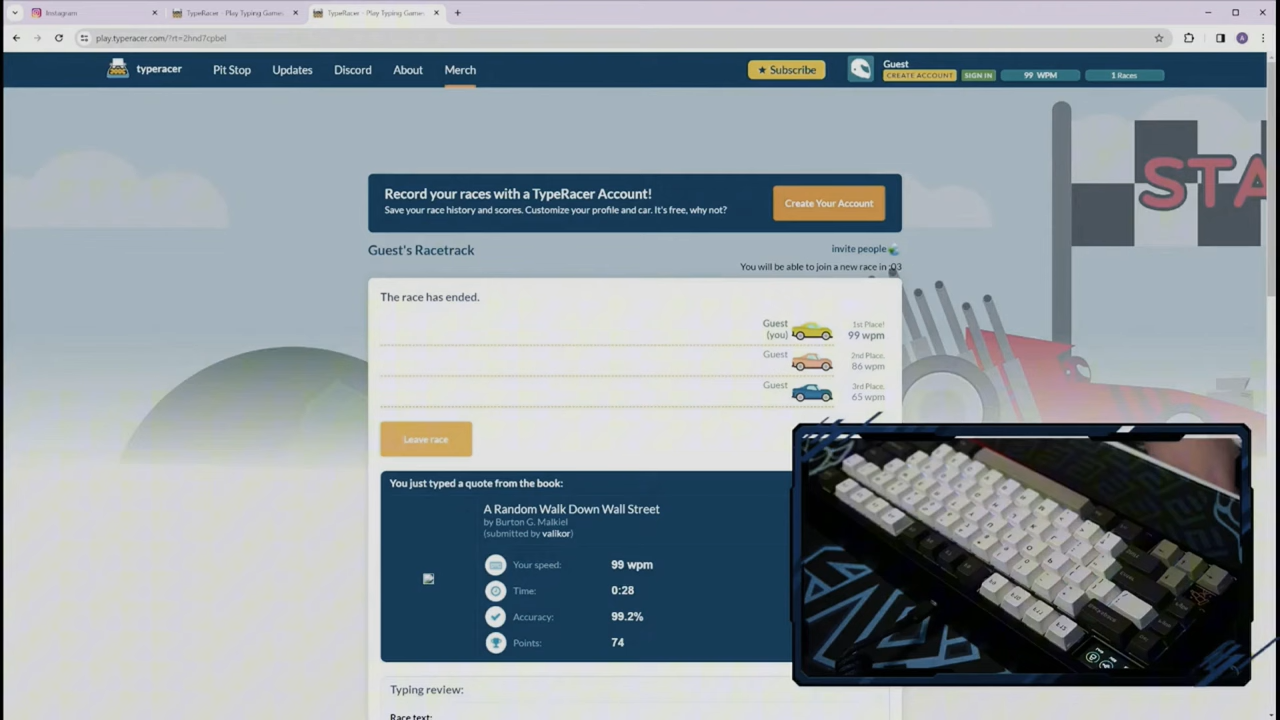 Instagram
TypeRacer - Play Typing Games
TypeRacer - Play Typing Games
play.typeracer.com/?rt=2hnd7cpbel
A
typeracer
Pit Stop
Updates
Discord
About
Merch
★ Subscribe
Guest
CREATE ACCOUNT
SIGN IN
99 WPM
1 Races
STA
Record your races with a TypeRacer Account!
Save your race history and scores. Customize your profile and car. It's free, why not?
Create Your Account
Guest's Racetrack
invite people
You will be able to join a new race in :03
The race has ended.
Guest
(you)
1st Place!
99 wpm
Guest
2nd Place.
86 wpm
Guest
3rd Place.
65 wpm
Leave race
You just typed a quote from the book:
A Random Walk Down Wall Street
by Burton G. Malkiel
(submitted by valikor)
Your speed:
99 wpm
Time:
0:28
Accuracy:
99.2%
Points:
74
Typing review:
Race text: